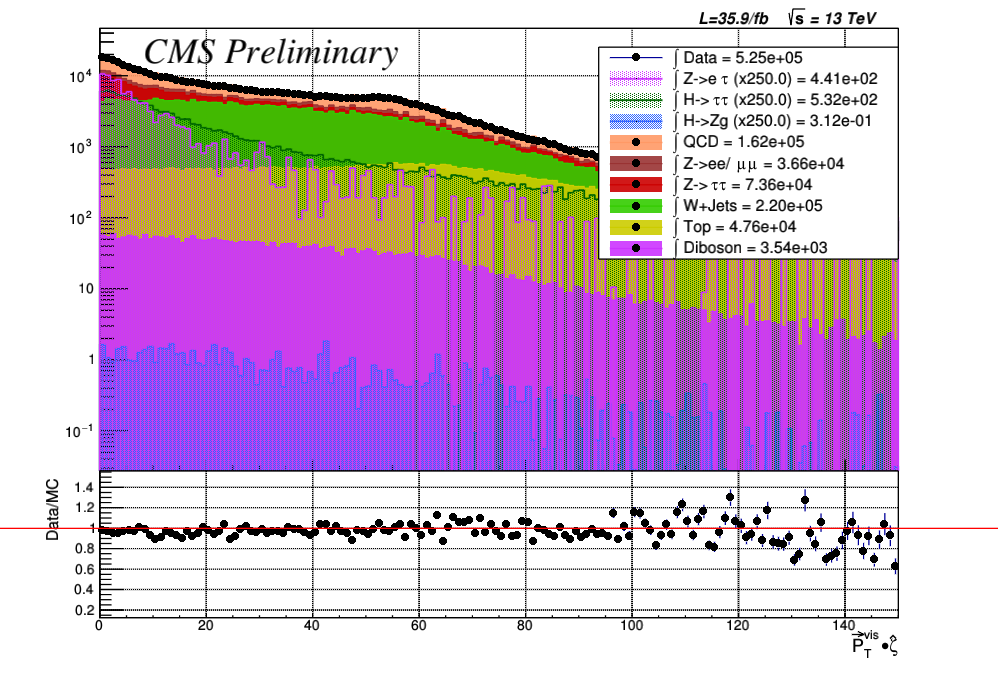 L=35.9/fb √s = 13 TeV
CMS Preliminary
∫ Data = 5.25e+05
∫ Z->e τ (x250.0) = 4.41e+02
∫ H-> ττ (x250.0) = 5.32e+02
∫ H->Zg (x250.0) = 3.12e-01
∫ QCD = 1.62e+05
∫ Z->ee/ μμ = 3.66e+04
∫ Z-> ττ = 7.36e+04
∫ W+Jets = 2.20e+05
∫ Top = 4.76e+04
∫ Diboson = 3.54e+03
10⁴
10³
10²
10
1
10⁻¹
Data/MC
1.4
1.2
1
0.8
0.6
0.4
0.2
0 20 40 60 80 100 120 140
P⃗_T^vis • ζ̂